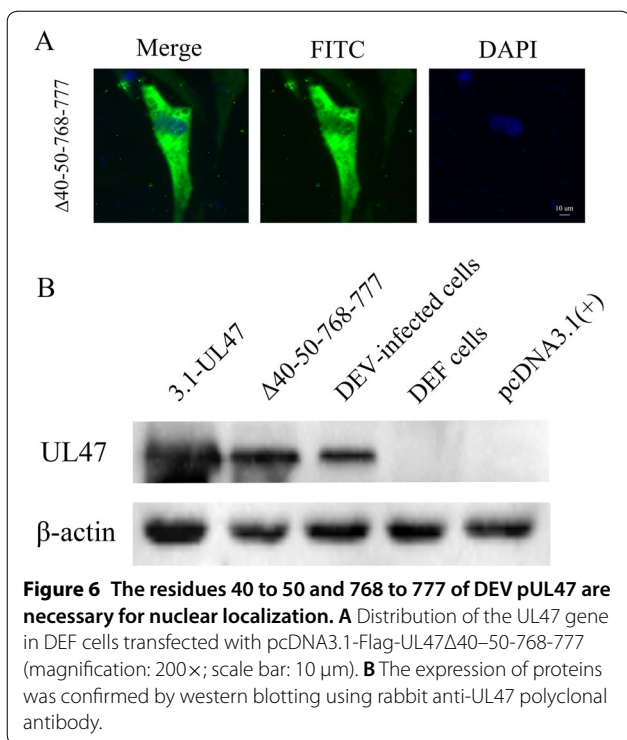 A
Merge FITC DAPI
Δ40-50-768-777
10 um
B
3.1-UL47
Δ40-50-768-777
DEV-infected cells
DEF cells
pcDNA3.1(+)
UL47
β-actin
Figure 6 The residues 40 to 50 and 768 to 777 of DEV pUL47 are
necessary for nuclear localization. A Distribution of the UL47 gene
in DEF cells transfected with pcDNA3.1-Flag-UL47Δ40–50-768-777
(magnification: 200×; scale bar: 10 μm). B The expression of proteins
was confirmed by western blotting using rabbit anti-UL47 polyclonal
antibody.